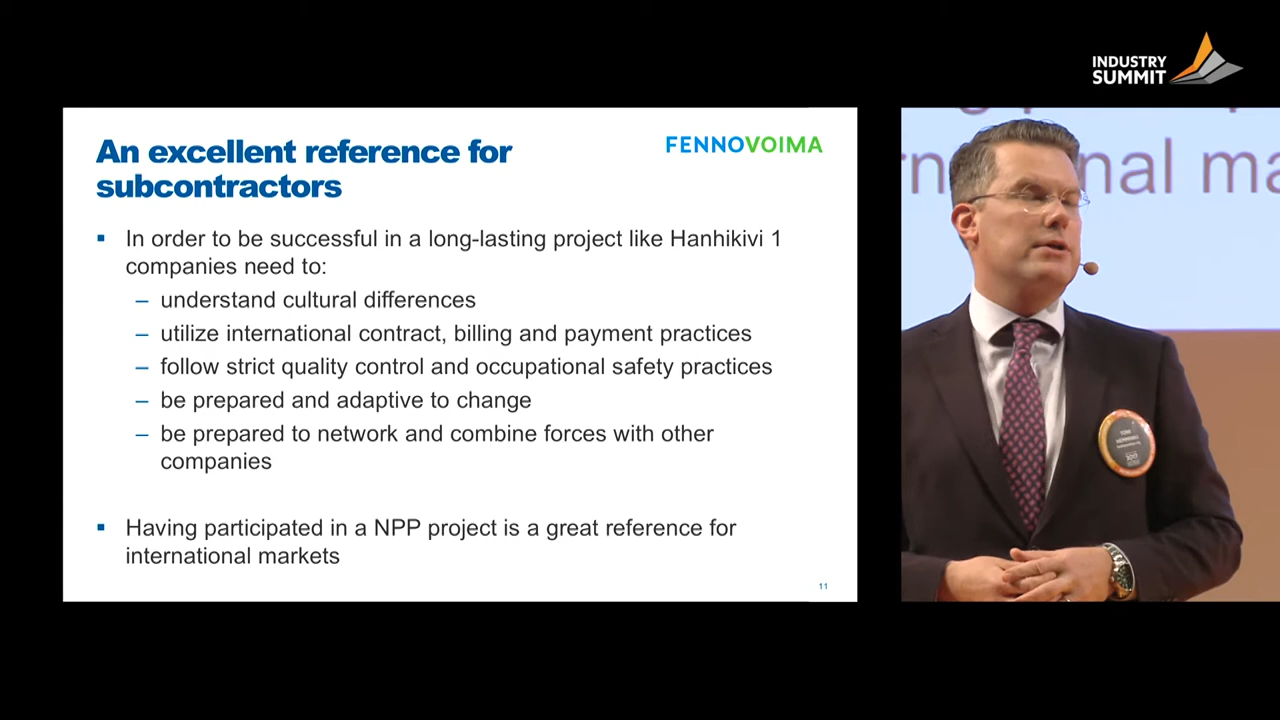 INDUSTRY
SUMMIT
An excellent reference for
subcontractors
FENNOVOIMA
▪ In order to be successful in a long-lasting project like Hanhikivi 1
companies need to:
– understand cultural differences
– utilize international contract, billing and payment practices
– follow strict quality control and occupational safety practices
– be prepared and adaptive to change
– be prepared to network and combine forces with other
companies
▪ Having participated in a NPP project is a great reference for
international markets
11